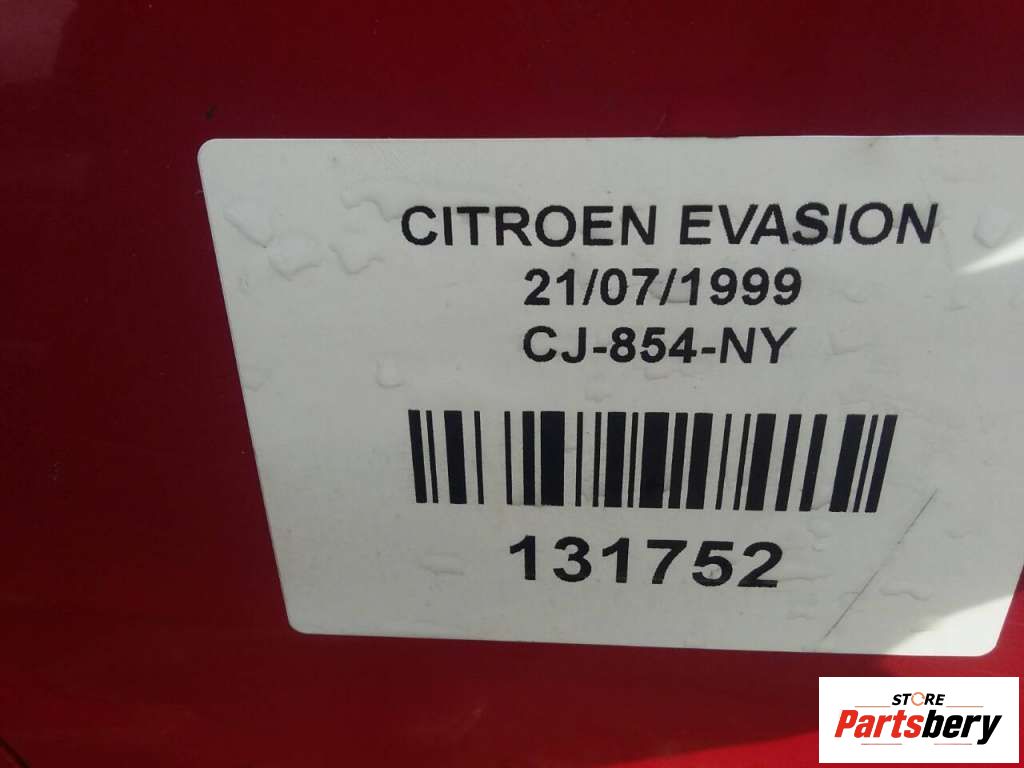 CITROEN EVASION
21/07/1999
CJ-854-NY
131752
STORE
Partsbery